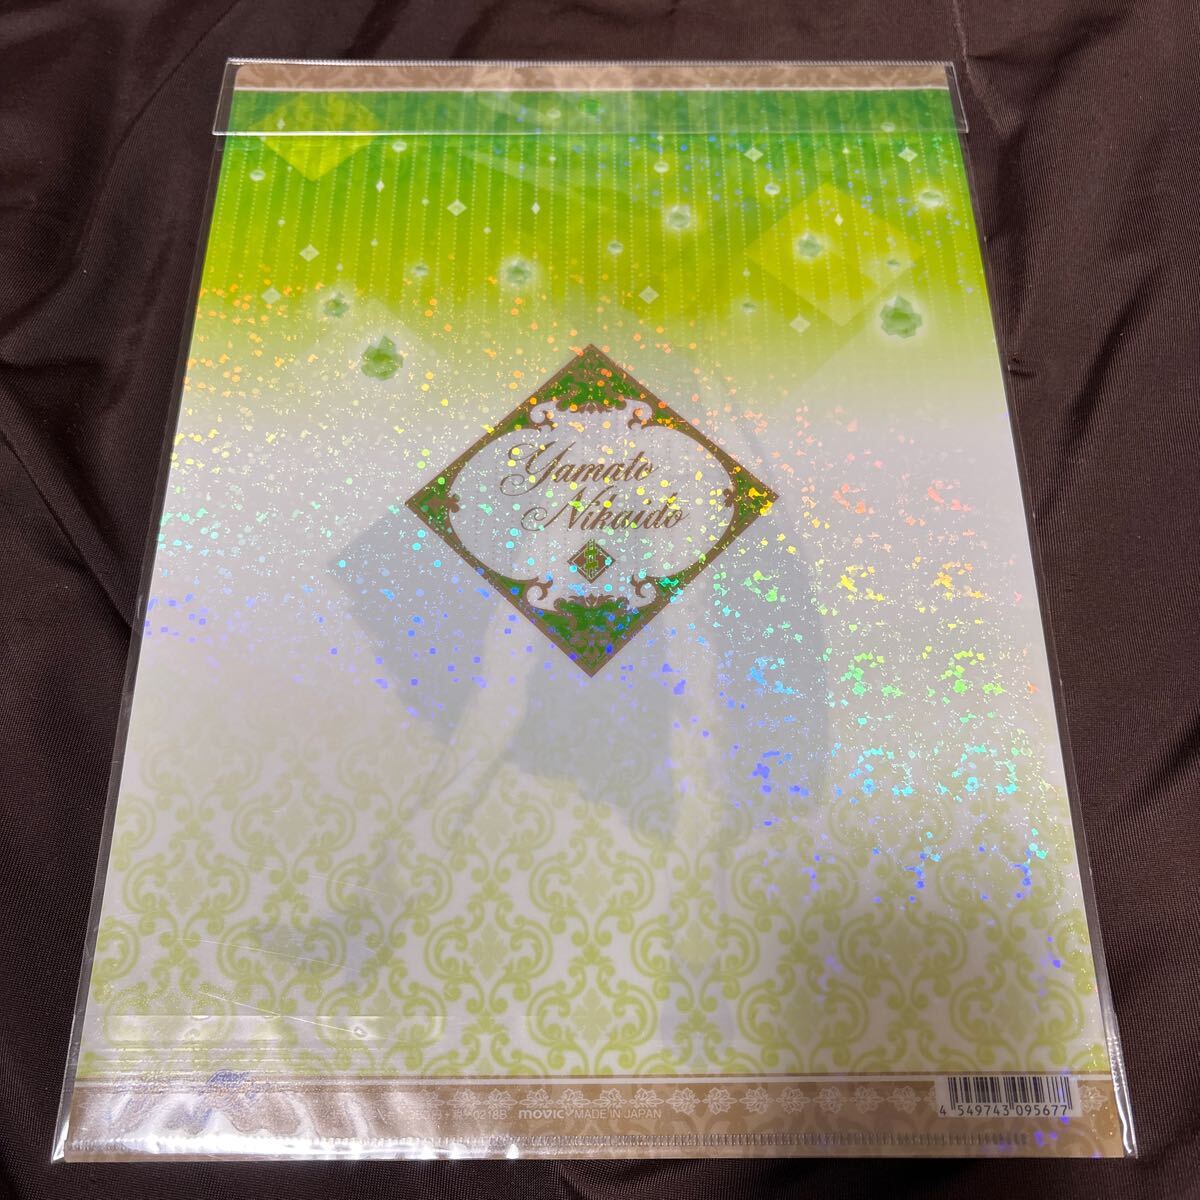 Yamato
Nikaido
movic MADE IN JAPAN
4 549743 095677